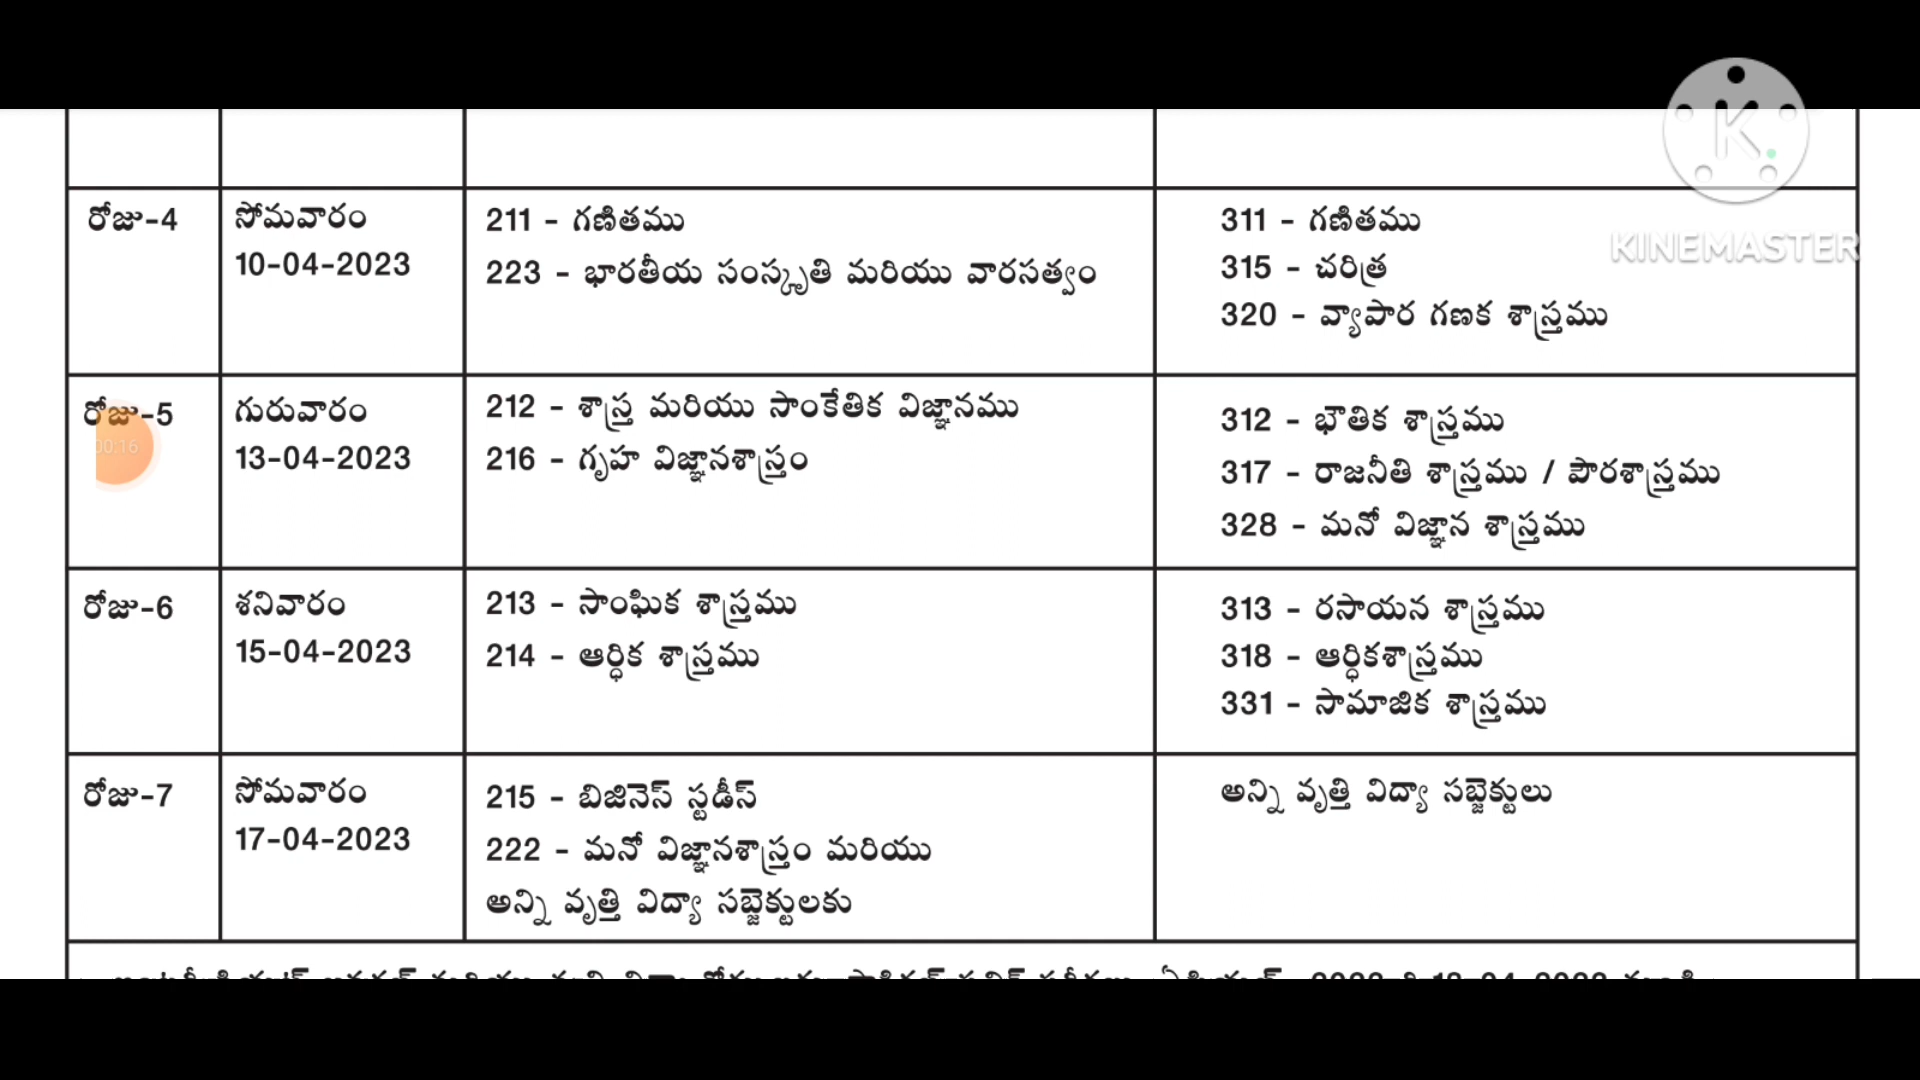 KINEMASTER
రోజు-4
సోమవారం
10-04-2023
211 - గణితము
223 - భారతీయ సంస్కృతి మరియు వారసత్వం
311 - గణితము
315 - చరిత్ర
320 - వ్యాపార గణక శాస్త్రము
రోజు-5
00:16
గురువారం
13-04-2023
212 - శాస్త్ర మరియు సాంకేతిక విజ్ఞానము
216 - గృహ విజ్ఞానశాస్త్రం
312 - భౌతిక శాస్త్రము
317 - రాజనీతి శాస్త్రము / పౌరశాస్త్రము
328 - మనో విజ్ఞాన శాస్త్రము
రోజు-6
శనివారం
15-04-2023
213 - సాంఘిక శాస్త్రము
214 - ఆర్ధిక శాస్త్రము
313 - రసాయన శాస్త్రము
318 - ఆర్ధికశాస్త్రము
331 - సామాజిక శాస్త్రము
రోజు-7
సోమవారం
17-04-2023
215 - బిజినెస్ స్టడీస్
222 - మనో విజ్ఞానశాస్త్రం మరియు
అన్ని వృత్తి విద్యా సబ్జెక్టులకు
అన్ని వృత్తి విద్యా సబ్జెక్టులు